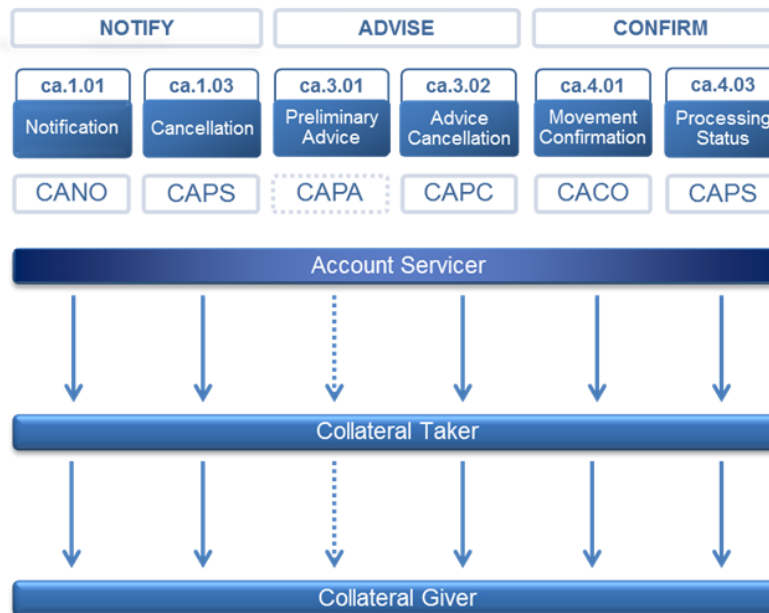 NOTIFY ADVISE CONFIRM
ca.1.01 ca.1.03 ca.3.01 ca.3.02 ca.4.01 ca.4.03
Notification Cancellation Preliminary Advice Advice Cancellation Movement Confirmation Processing Status
CANO CAPS CAPA CAPC CACO CAPS
Account Servicer
Collateral Taker
Collateral Giver